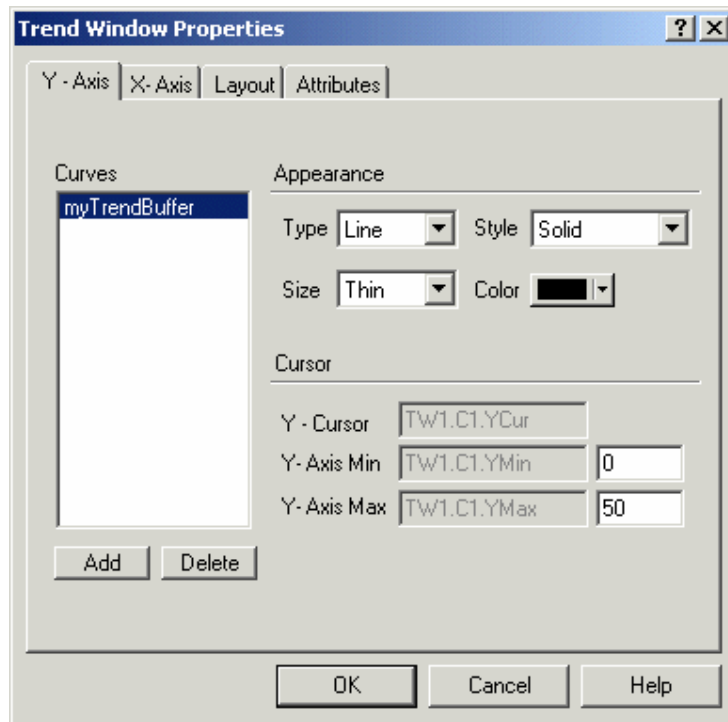 Trend Window Properties
Y - Axis X- Axis Layout Attributes
Curves
myTrendBuffer
Add Delete
Appearance
Type Line Style Solid
Size Thin Color
Cursor
Y - Cursor TW1.C1.YCur
Y- Axis Min TW1.C1.YMin 0
Y- Axis Max TW1.C1.YMax 50
OK Cancel Help